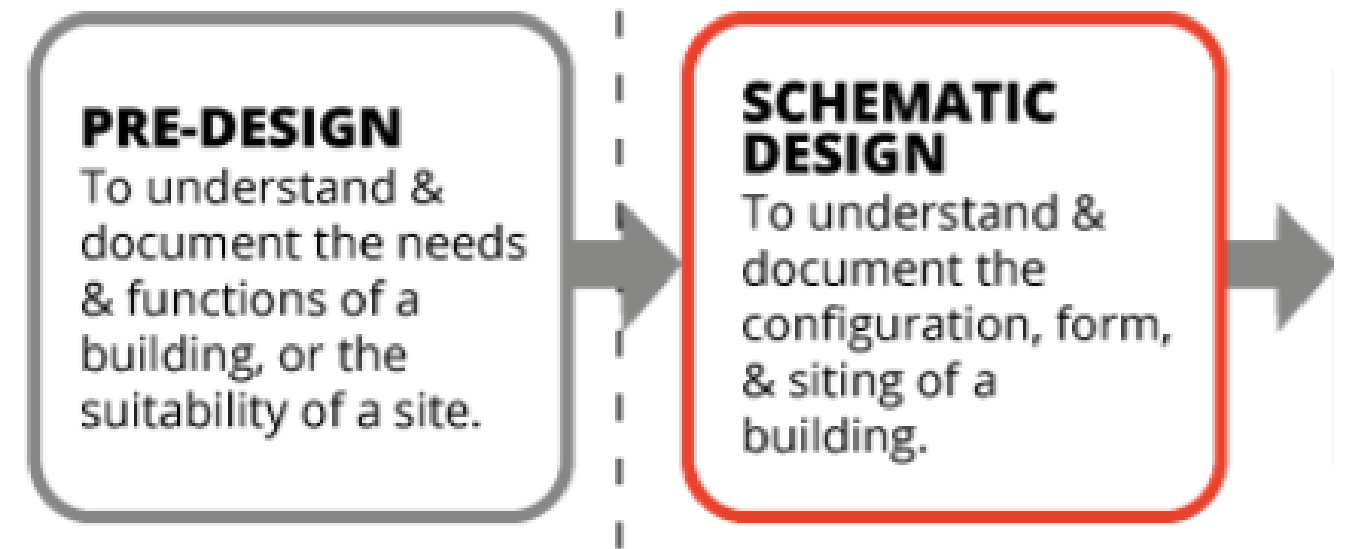 PRE-DESIGN
To understand &
document the needs
& functions of a
building, or the
suitability of a site.
SCHEMATIC
DESIGN
To understand &
document the
configuration, form,
& siting of a
building.